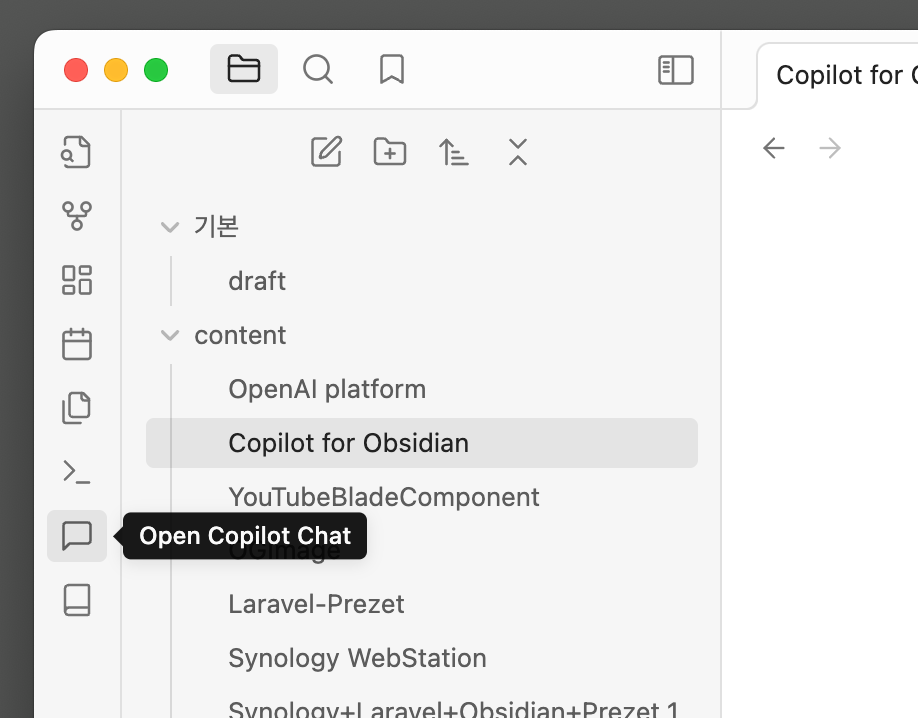 Copilot for
기본
draft
content
OpenAI platform
Copilot for Obsidian
YouTubeBladeComponent
Open Copilot Chat
OGImage
Laravel-Prezet
Synology WebStation
Synology+Laravel+Obsidian+Prezet 1